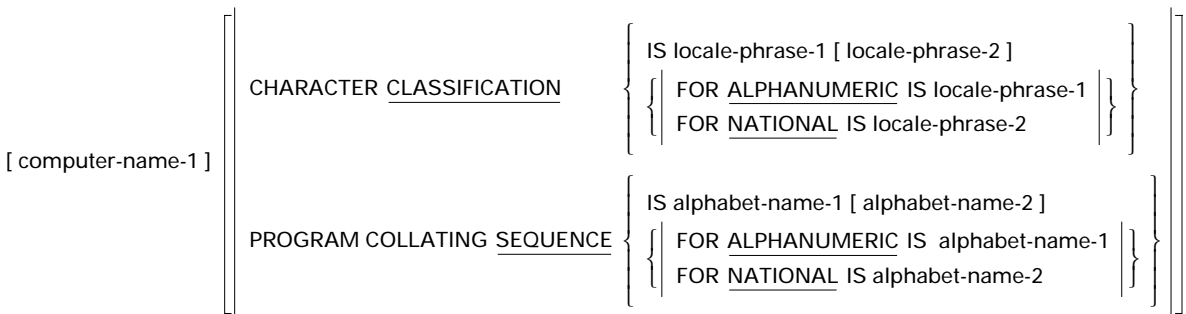 IS locale-phrase-1 [ locale-phrase-2 ]
CHARACTER CLASSIFICATION
FOR ALPHANUMERIC IS locale-phrase-1
FOR NATIONAL IS locale-phrase-2
[ computer-name-1 ]
IS alphabet-name-1 [ alphabet-name-2 ]
PROGRAM COLLATING SEQUENCE
FOR ALPHANUMERIC IS alphabet-name-1
FOR NATIONAL IS alphabet-name-2